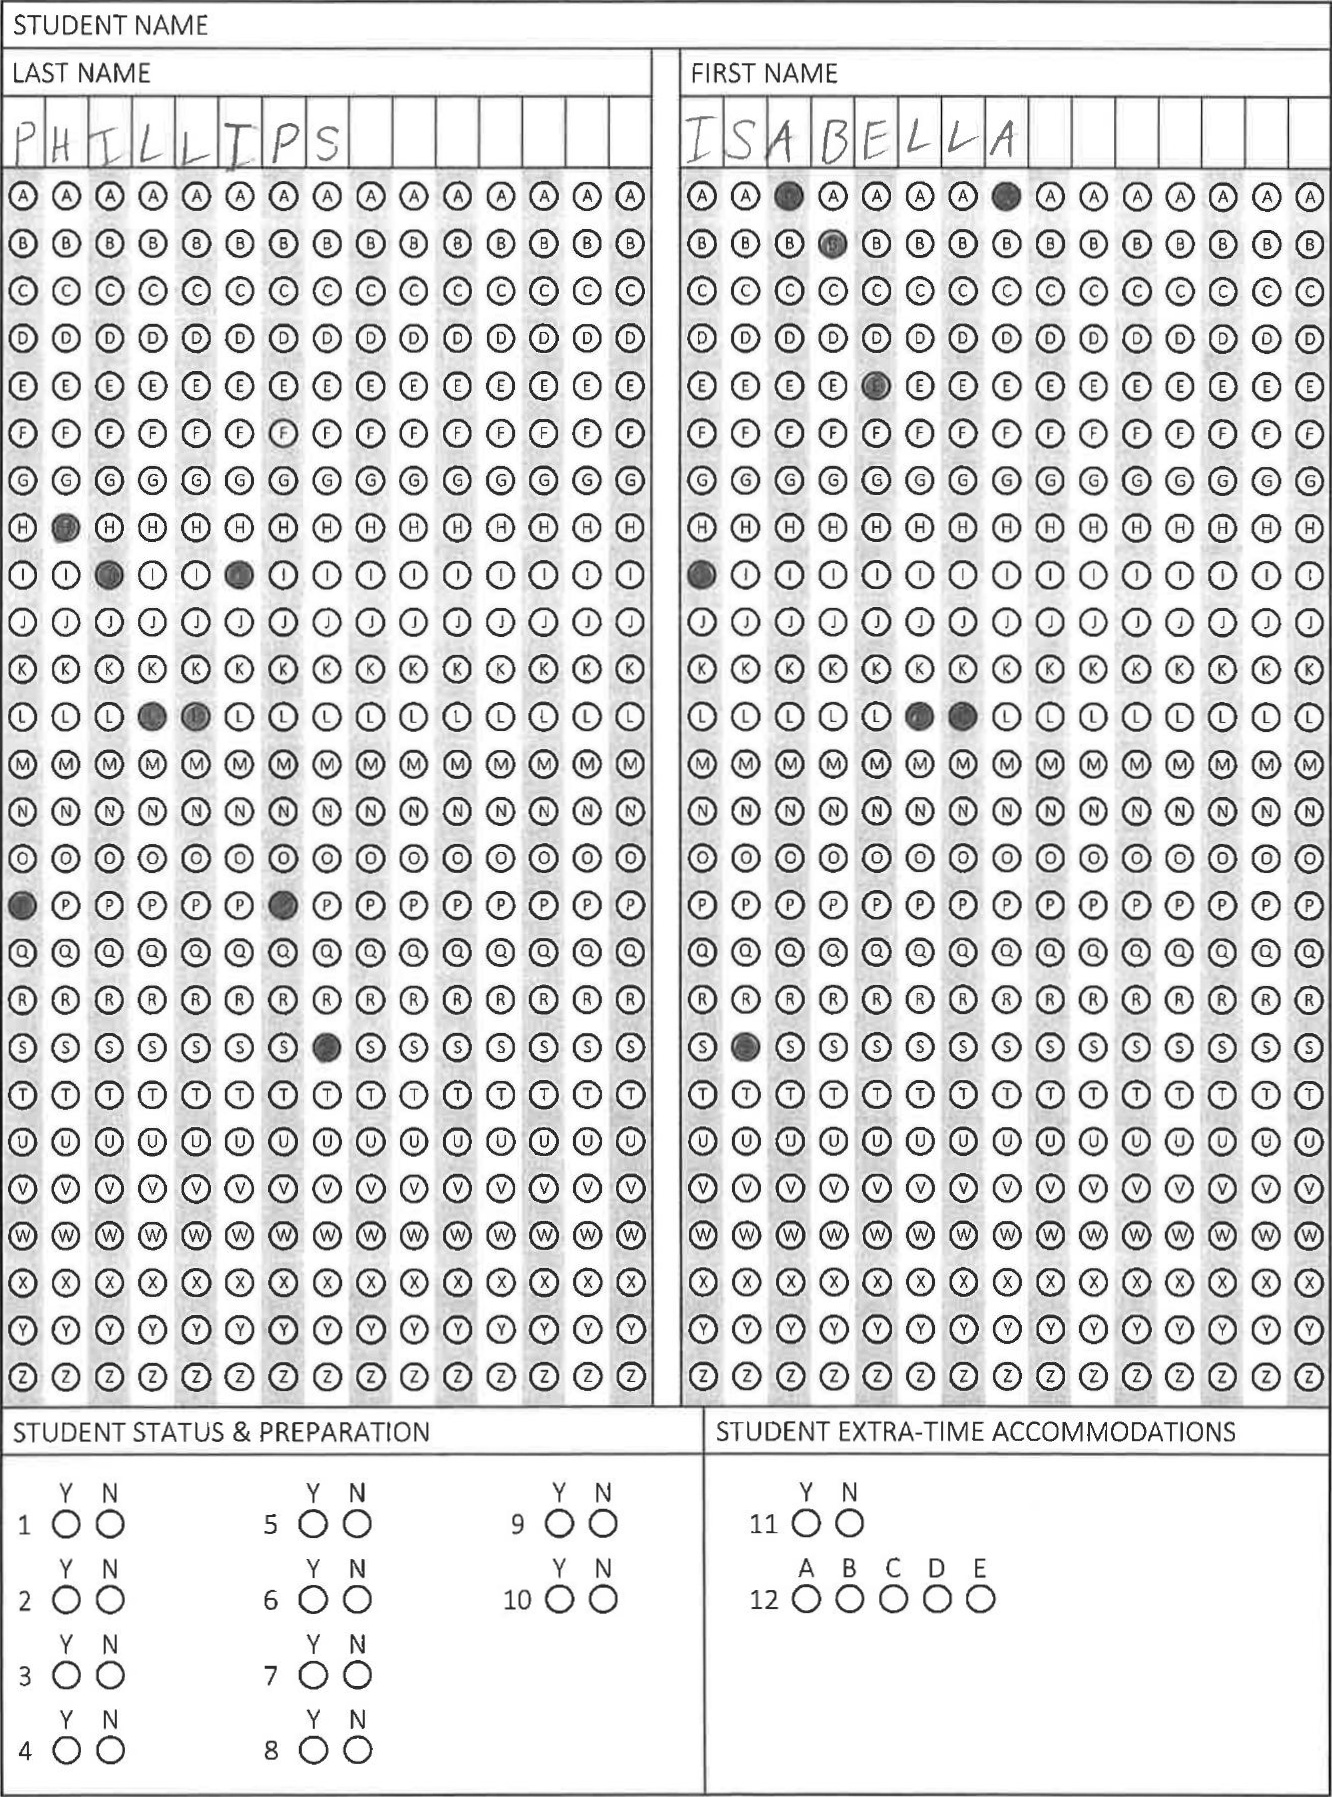 STUDENT NAME
LAST NAME FIRST NAME
PHILLIPS ISABELLA
A A A A A A A A A A A A A A A A A A A A A A A A A A A A
B B B B B B B B B B B B B B B B B B B B B B B B B B B B B B
C C C C C C C C C C C C C C C C C C C C C C C C C C C C C C
D D D D D D D D D D D D D D D D D D D D D D D D D D D D D D
E E E E E E E E E E E E E E E E E E E E E E E E E E E E E E
F F F F F F F F F F F F F F F F F F F F F F F F F F F F F F
G G G G G G G G G G G G G G G G G G G G G G G G G G G G G G
H H H H H H H H H H H H H H H H H H H H H H H H H H H H H
I I I I I I I I I I I I I I I I I I I I I I I I I I I
J J J J J J J J J J J J J J J J J J J J J J J J J J J J J J
K K K K K K K K K K K K K K K K K K K K K K K K K K K K K K
L L L L L L L L L L L L L L L L L L L L L L L L L L
M M M M M M M M M M M M M M M M M M M M M M M M M M M M M M
N N N N N N N N N N N N N N N N N N N N N N N N N N N N N N
O O O O O O O O O O O O O O O O O O O O O O O O O O O O O O
P P P P P P P P P P P P P P P P P P P P P P P P P P P P
Q Q Q Q Q Q Q Q Q Q Q Q Q Q Q Q Q Q Q Q Q Q Q Q Q Q Q Q Q Q
R R R R R R R R R R R R R R R R R R R R R R R R R R R R R R
S S S S S S S S S S S S S S S S S S S S S S S S S S S S
T T T T T T T T T T T T T T T T T T T T T T T T T T T T T T
U U U U U U U U U U U U U U U U U U U U U U U U U U U U U U
V V V V V V V V V V V V V V V V V V V V V V V V V V V V V V
W W W W W W W W W W W W W W W W W W W W W W W W W W W W W W
X X X X X X X X X X X X X X X X X X X X X X X X X X X X X X
Y Y Y Y Y Y Y Y Y Y Y Y Y Y Y Y Y Y Y Y Y Y Y Y Y Y Y Y Y Y
Z Z Z Z Z Z Z Z Z Z Z Z Z Z Z Z Z Z Z Z Z Z Z Z Z Z Z Z Z Z
STUDENT STATUS & PREPARATION STUDENT EXTRA-TIME ACCOMMODATIONS
Y N Y N Y N Y N
1 5 9 11
Y N Y N Y N A B C D E
2 6 10 12
Y N Y N
3 7
Y N Y N
4 8